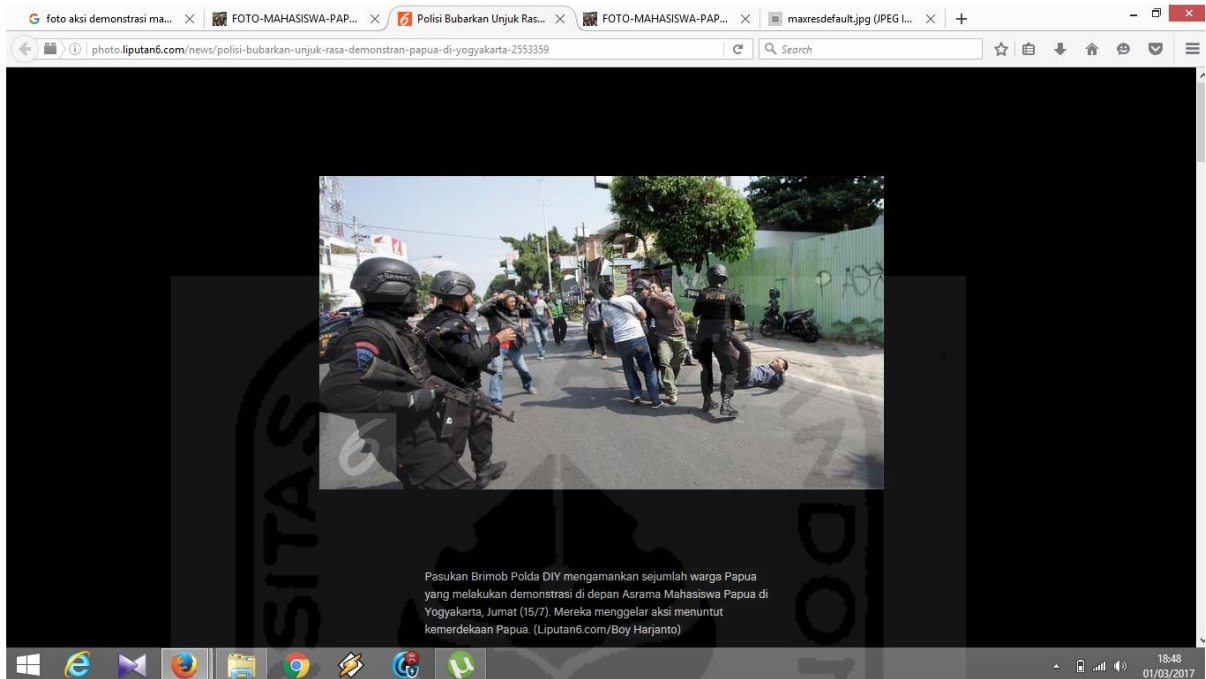 foto aksi demonstrasi ma...
FOTO-MAHASISWA-PAP...
Polisi Bubarkan Unjuk Ras...
FOTO-MAHASISWA-PAP...
maxresdefault.jpg (JPEG I...
photo.liputan6.com/news/polisi-bubarkan-unjuk-rasa-demonstran-papua-di-yogyakarta-2553359
Search
POLISI
6
Pasukan Brimob Polda DIY mengamankan sejumlah warga Papua
yang melakukan demonstrasi di depan Asrama Mahasiswa Papua di
Yogyakarta, Jumat (15/7). Mereka menggelar aksi menuntut
kemerdekaan Papua. (Liputan6.com/Boy Harjanto)
SITAS
18:48
01/03/2017